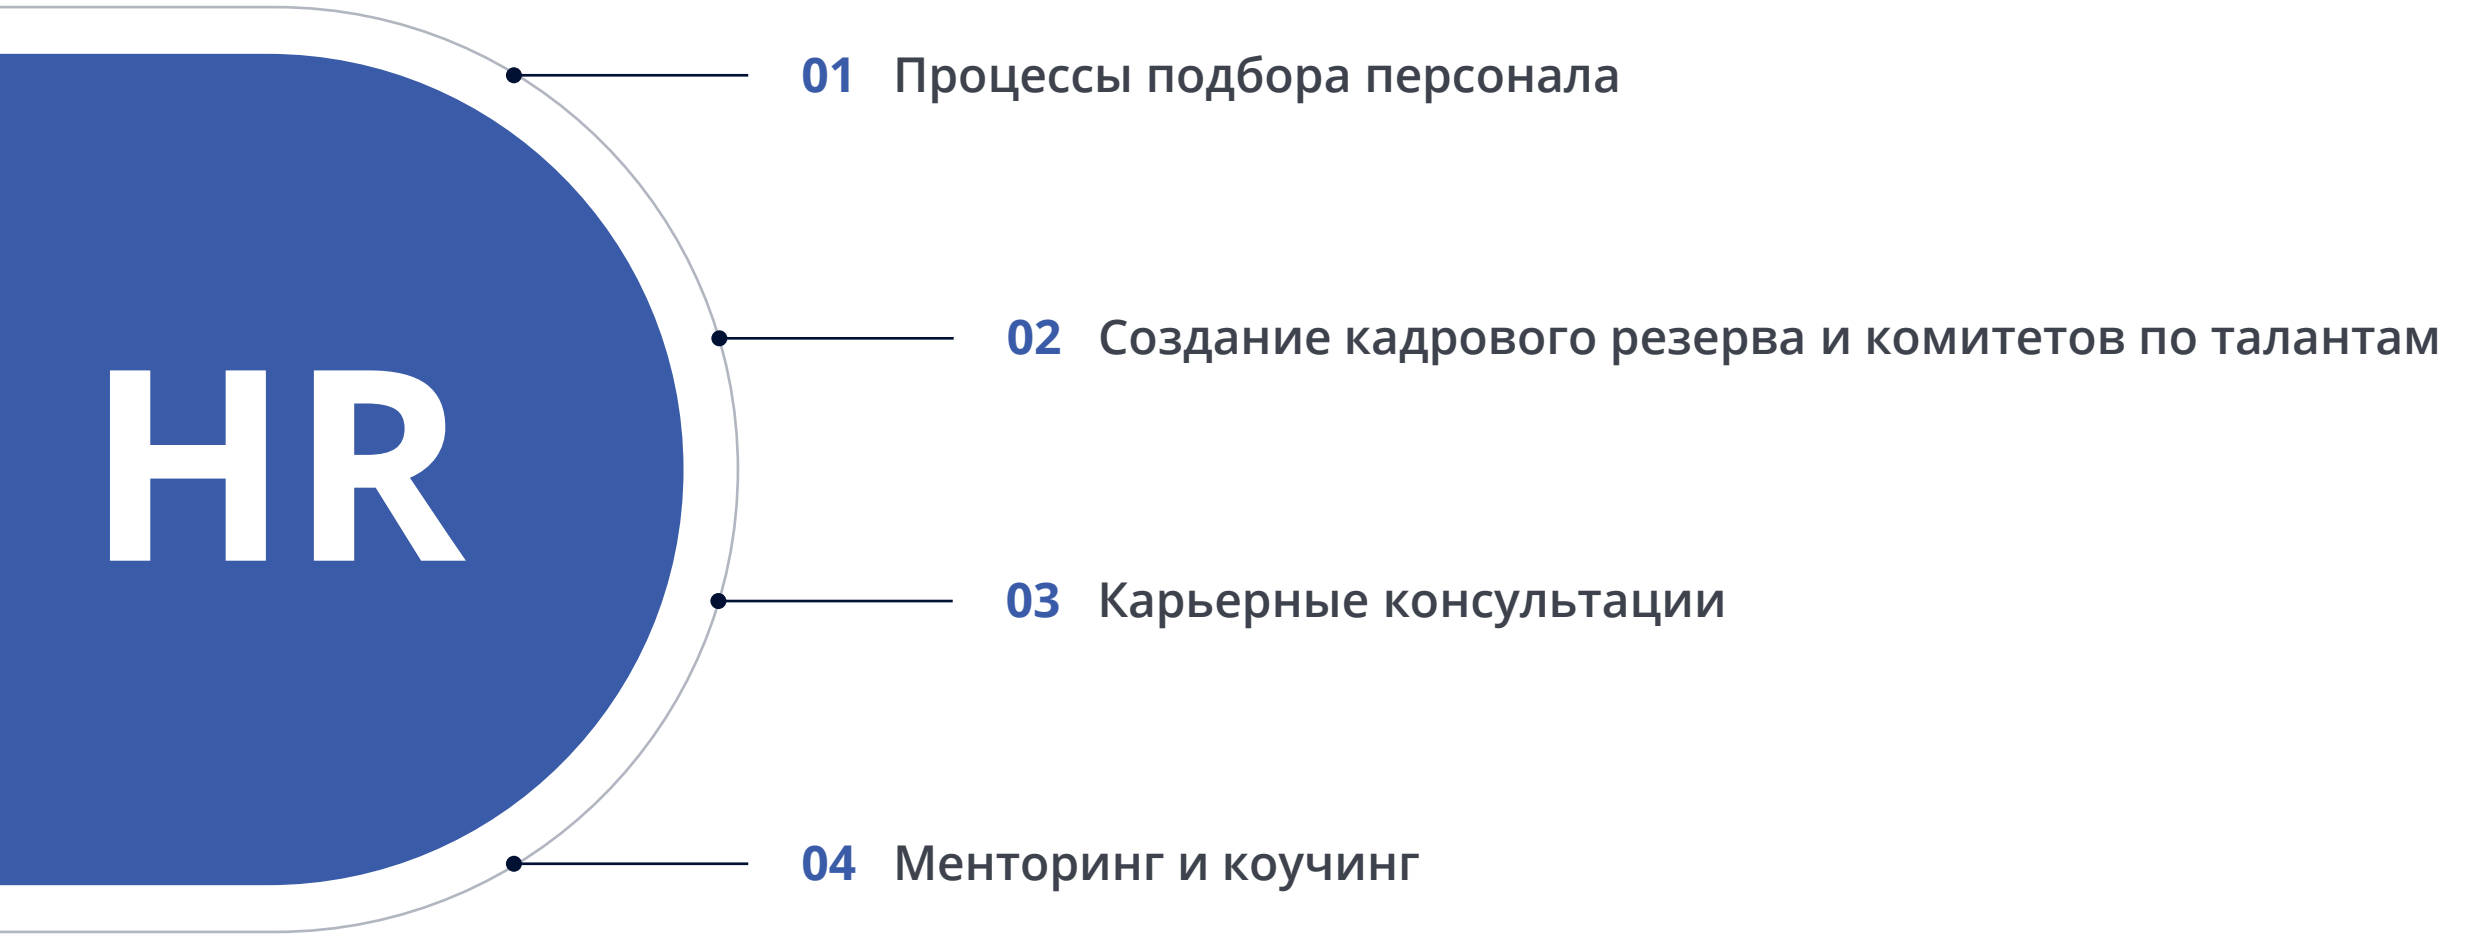 HR
01 Процессы подбора персонала
02 Создание кадрового резерва и комитетов по талантам
03 Карьерные консультации
04 Менторинг и коучинг